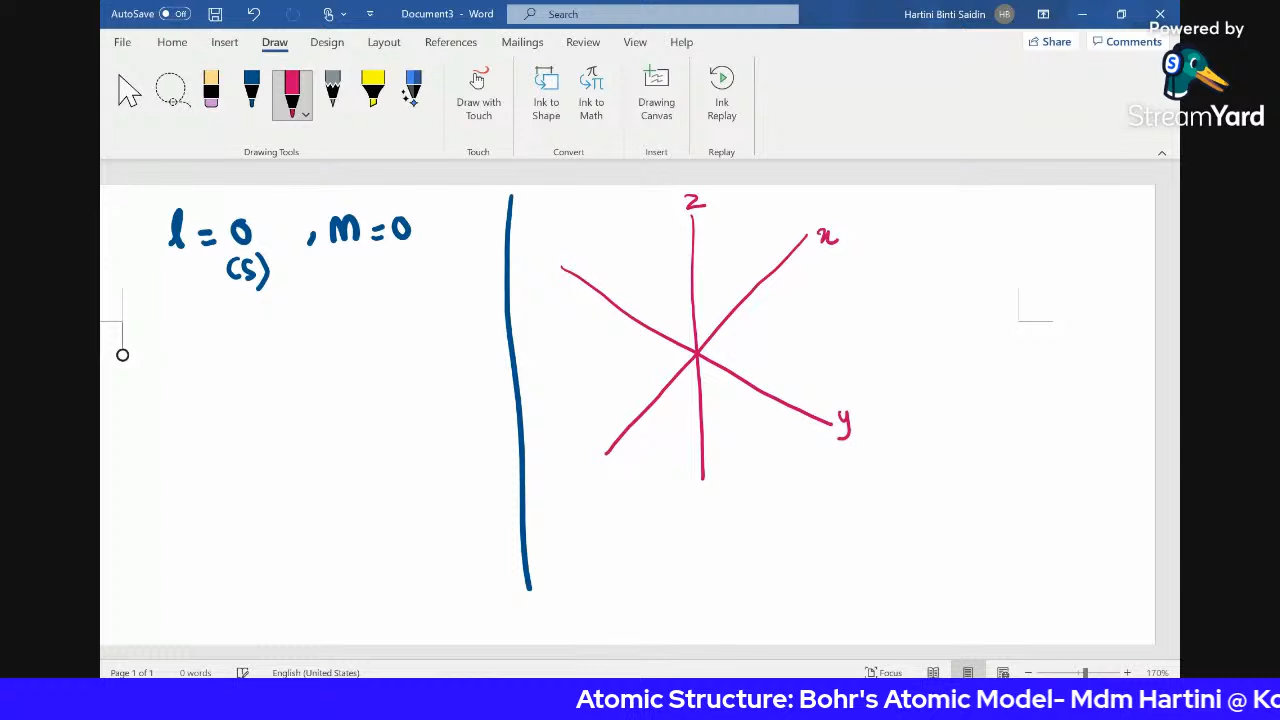 AutoSave Off
Document3 - Word
Search
Hartini Binti Saidin HB
Powered by
StreamYard
File Home Insert Draw Design Layout References Mailings Review View Help
Share Comments
Draw with Touch
Ink to Shape
Ink to Math
Drawing Canvas
Ink Replay
Drawing Tools Touch Convert Insert Replay
l = 0 , m = 0
(s)
z
x
y
Page 1 of 1 0 words English (United States) Focus 170%
Atomic Structure: Bohr's Atomic Model- Mdm Hartini @ Ko